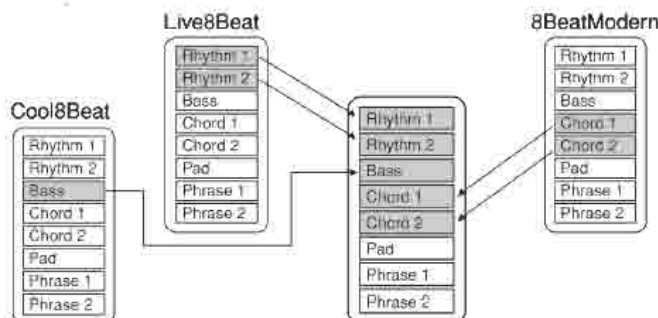 Live8Beat
Rhythm 1
Rhythm 2
Bass
Chord 1
Chord 2
Pad
Phrase 1
Phrase 2
8BeatModern
Rhythm 1
Rhythm 2
Bass
Chord 1
Chord 2
Pad
Phrase 1
Phrase 2
Cool8Beat
Rhythm 1
Rhythm 2
Bass
Chord 1
Chord 2
Pad
Phrase 1
Phrase 2
Rhythm 1
Rhythm 2
Bass
Chord 1
Chord 2
Pad
Phrase 1
Phrase 2